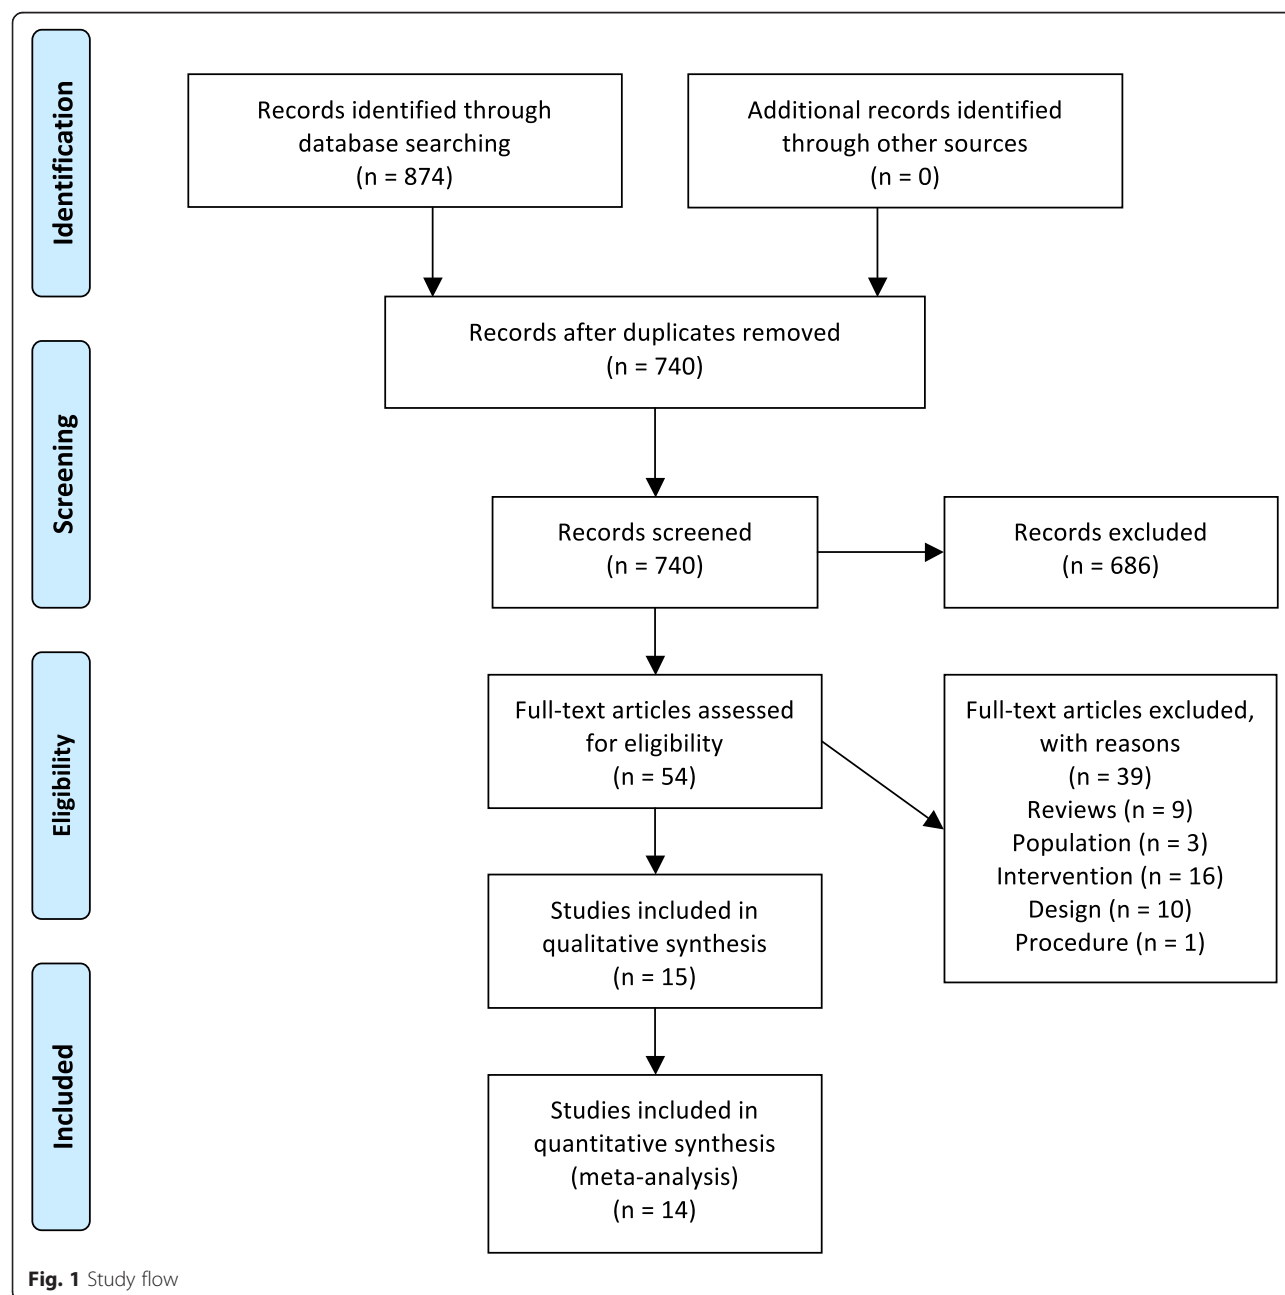 Identification
Records identified through
database searching
(n = 874)
Additional records identified
through other sources
(n = 0)
Records after duplicates removed
(n = 740)
Screening
Records screened
(n = 740)
Records excluded
(n = 686)
Eligibility
Full-text articles assessed
for eligibility
(n = 54)
Full-text articles excluded,
with reasons
(n = 39)
Reviews (n = 9)
Population (n = 3)
Intervention (n = 16)
Design (n = 10)
Procedure (n = 1)
Studies included in
qualitative synthesis
(n = 15)
Included
Studies included in
quantitative synthesis
(meta-analysis)
(n = 14)
Fig. 1 Study flow